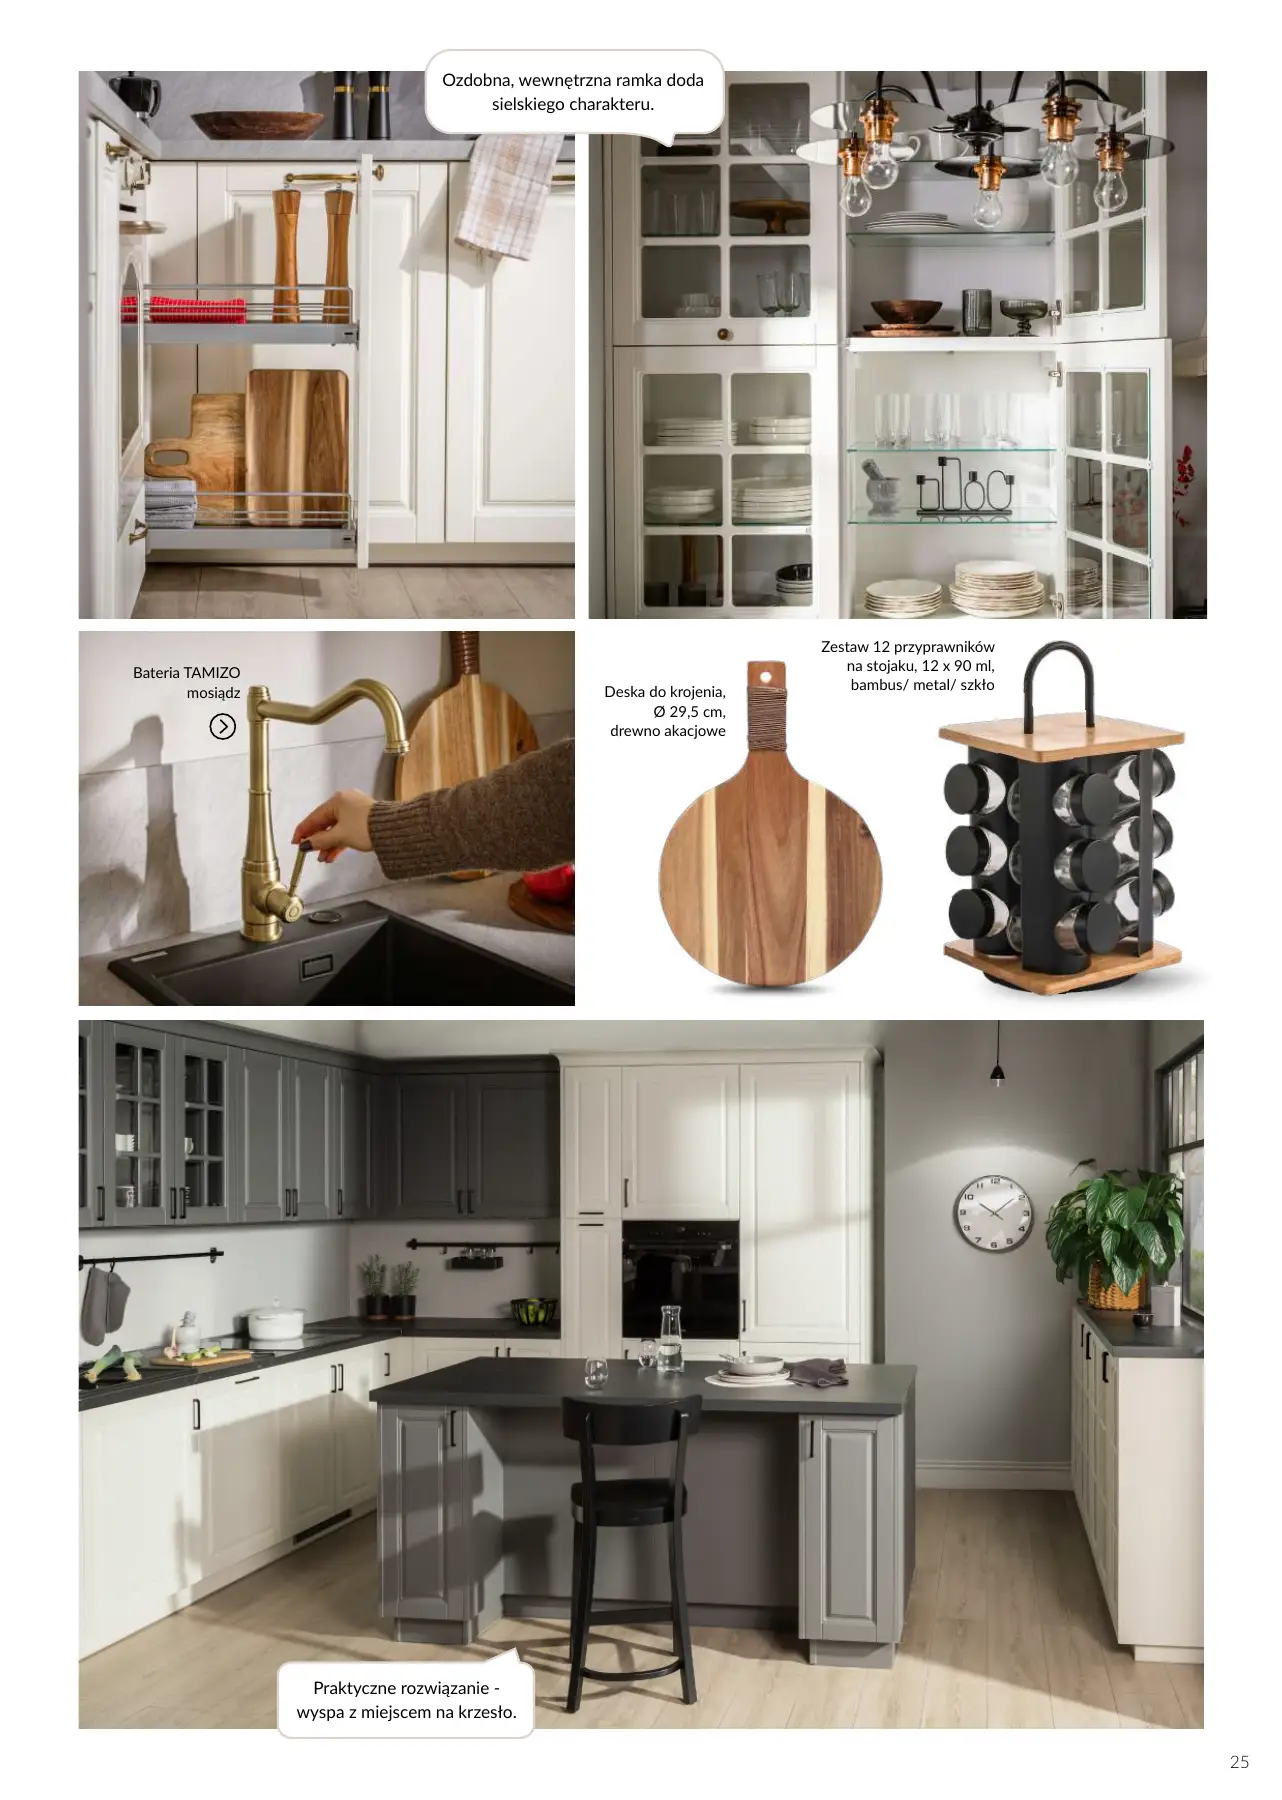 Ozdobna, wewnętrzna ramka doda
sielskiego charakteru.
Bateria TAMIZO
mosiądz
Deska do krojenia,
Ø 29,5 cm,
drewno akacjowe
Zestaw 12 przyprawników
na stojaku, 12 x 90 ml,
bambus/ metal/ szkło
Praktyczne rozwiązanie -
wyspa z miejscem na krzesło.
25